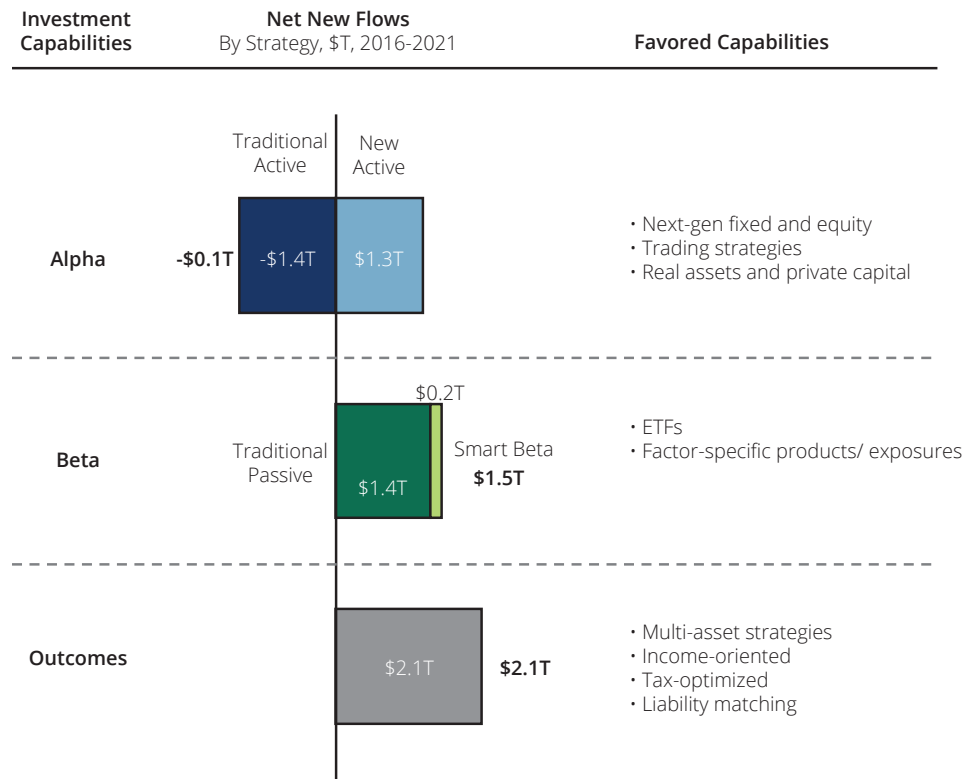 Investment
Capabilities
Net New Flows
By Strategy, $T, 2016-2021
Favored Capabilities
Traditional
Active
New
Active
Alpha
-$0.1T
-$1.4T
$1.3T
• Next-gen fixed and equity
• Trading strategies
• Real assets and private capital
Beta
Traditional
Passive
$0.2T
$1.4T
Smart Beta
$1.5T
• ETFs
• Factor-specific products/ exposures
Outcomes
$2.1T
$2.1T
• Multi-asset strategies
• Income-oriented
• Tax-optimized
• Liability matching